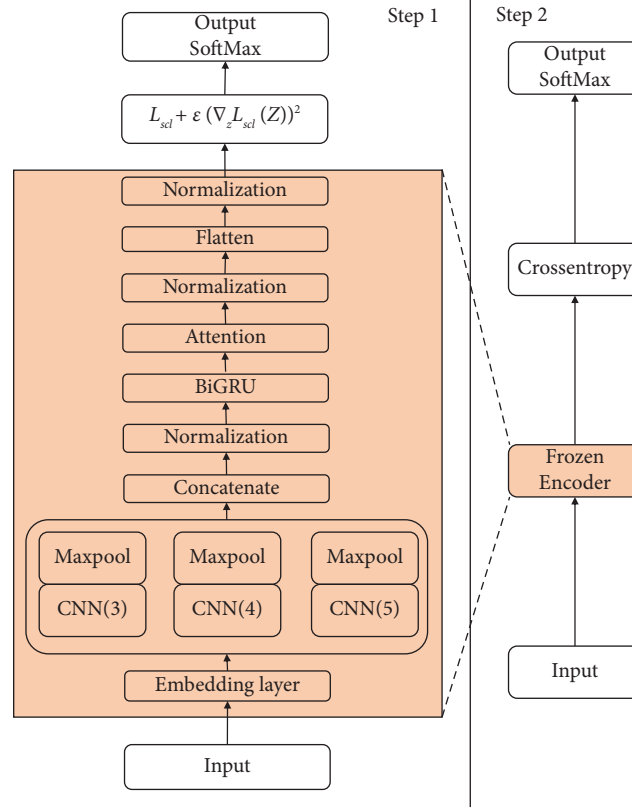 Step 1
Output
SoftMax
L_scl + ε (∇_z L_scl (Z))²
Normalization
Flatten
Normalization
Attention
BiGRU
Normalization
Concatenate
Maxpool
Maxpool
Maxpool
CNN(3)
CNN(4)
CNN(5)
Embedding layer
Input
Step 2
Output
SoftMax
Crossentropy
Frozen
Encoder
Input